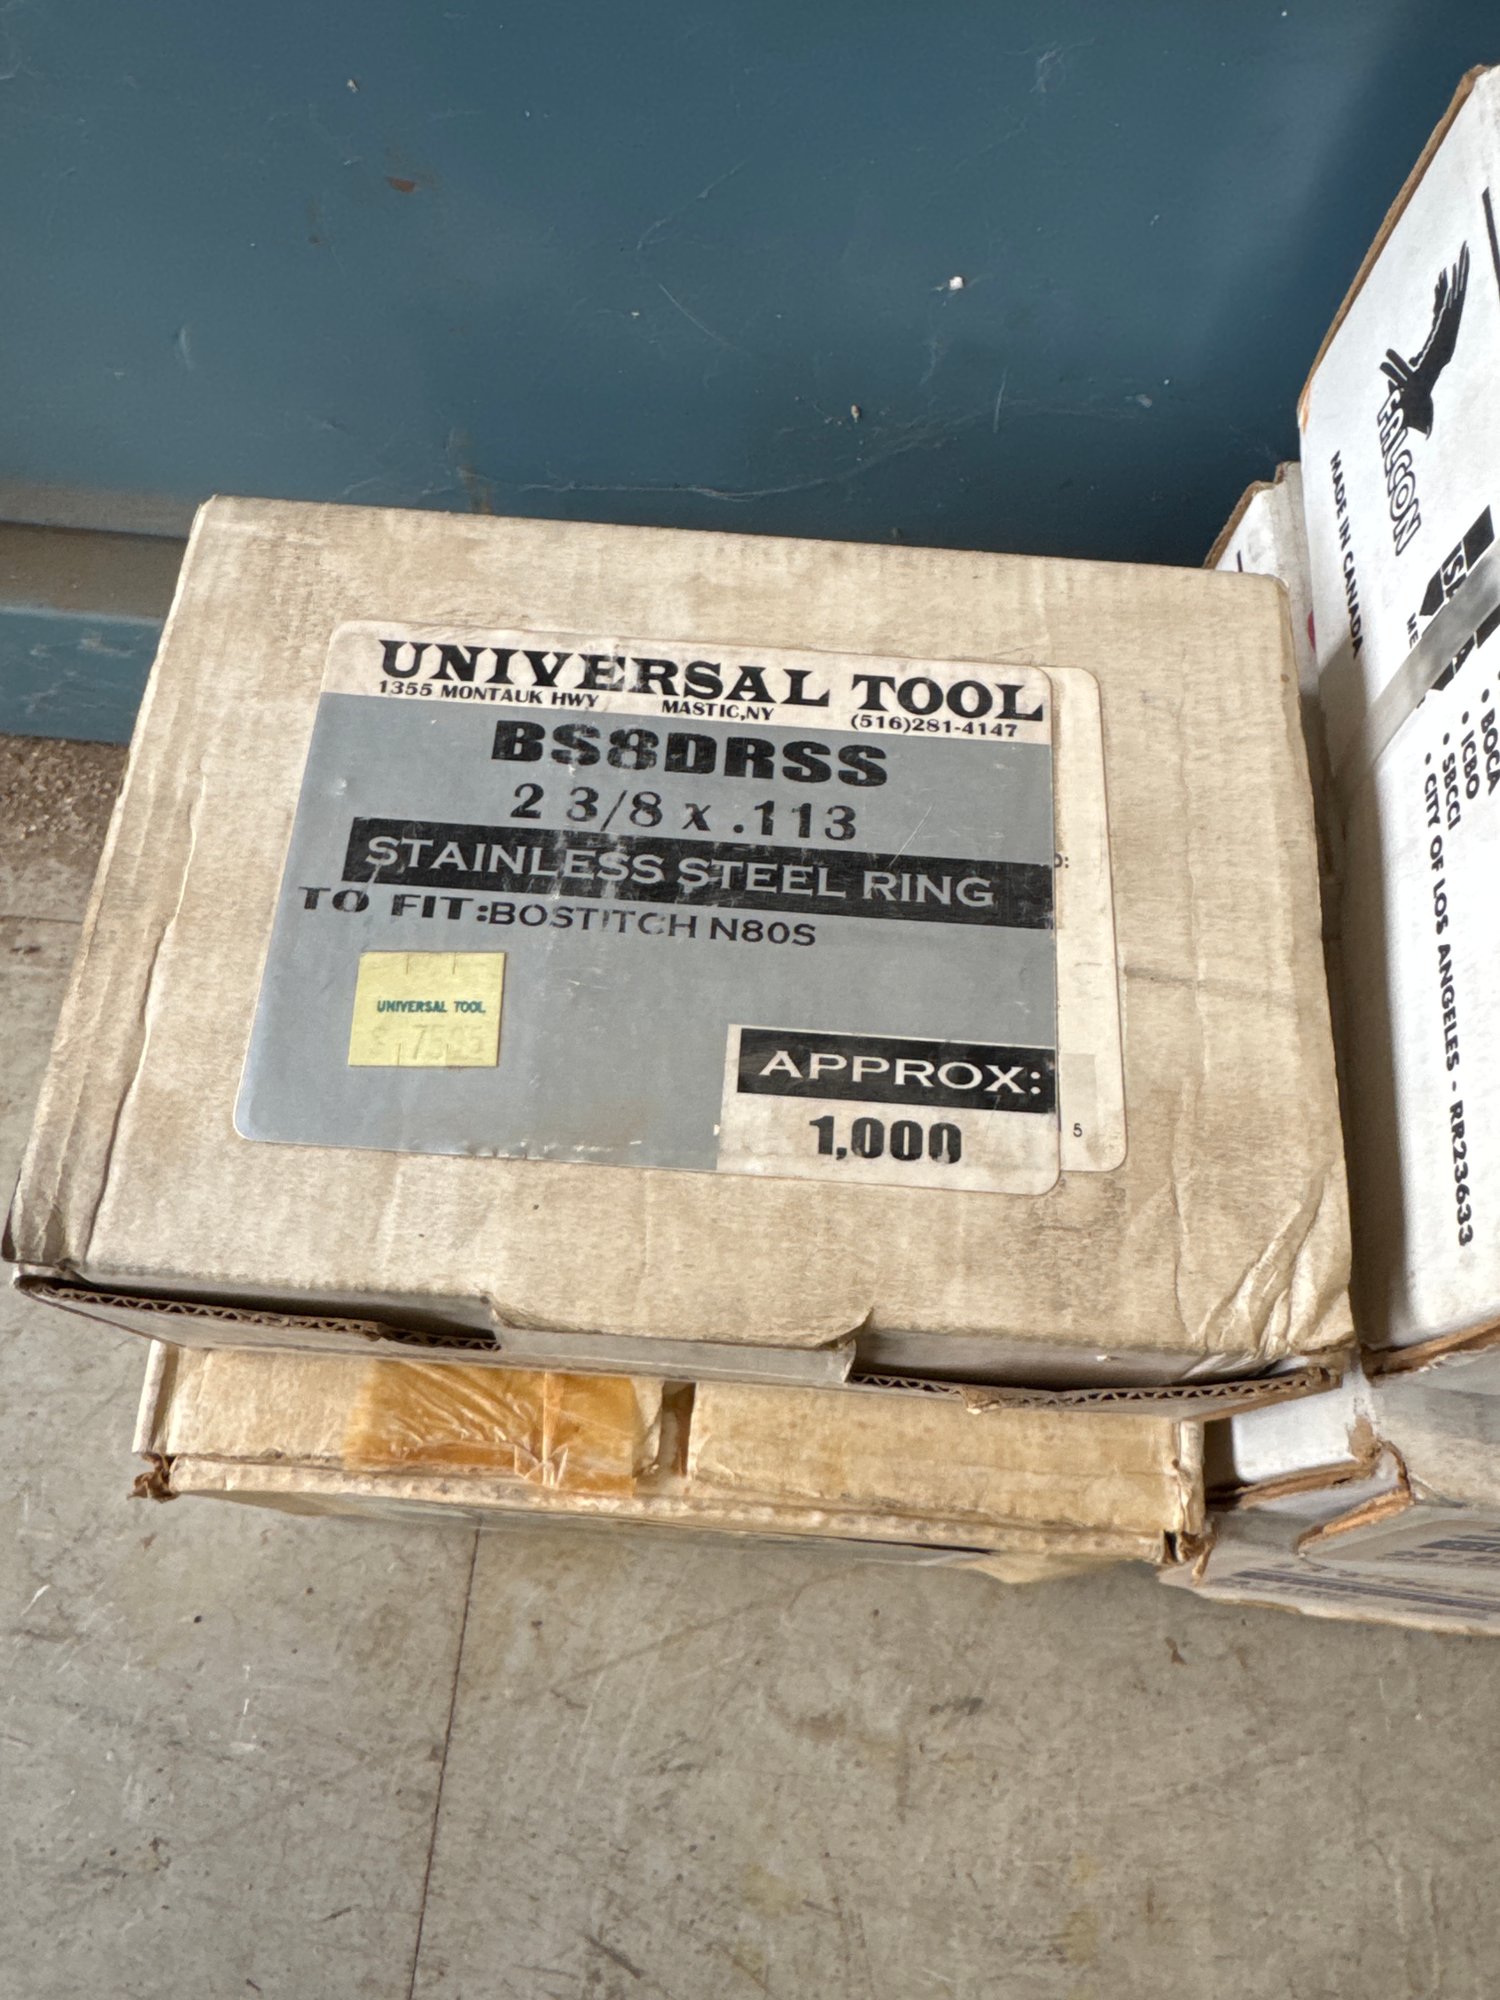 UNIVERSAL TOOL
1355 MONTAUK HWY MASTIC,NY (516)281-4147
BS8DRSS
2 3/8 x .113
STAINLESS STEEL RING
TO FIT:BOSTITCH N80S
UNIVERSAL TOOL
APPROX:
1,000
5
FALCON
MADE IN CANADA
• BOCA
• ICBO
• SBCCI
• CITY OF LOS ANGELES - RR23633